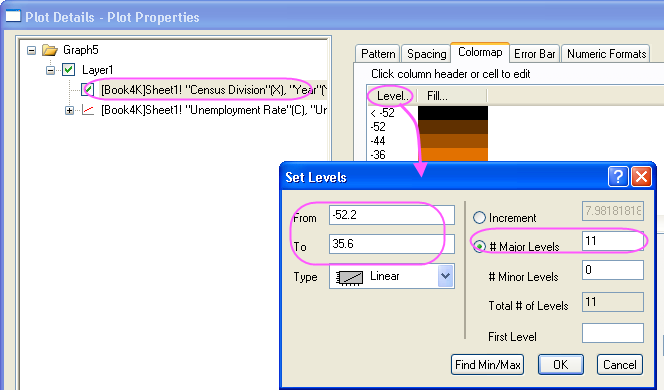 Plot Details - Plot Properties
Graph5
Layer1
[Book4K]Sheet1! "Census Division"(X), "Year"(
[Book4K]Sheet1! "Unemployment Rate"(C), "Ur
Pattern Spacing Colormap Error Bar Numeric Formats
Click column header or cell to edit
Level... Fill...
< -52
-52
-44
-36
Set Levels
From -52.2
To 35.6
Type Linear
Increment 7.98181818
# Major Levels 11
# Minor Levels 0
Total # of Levels 11
First Level
Find Min/Max OK Cancel